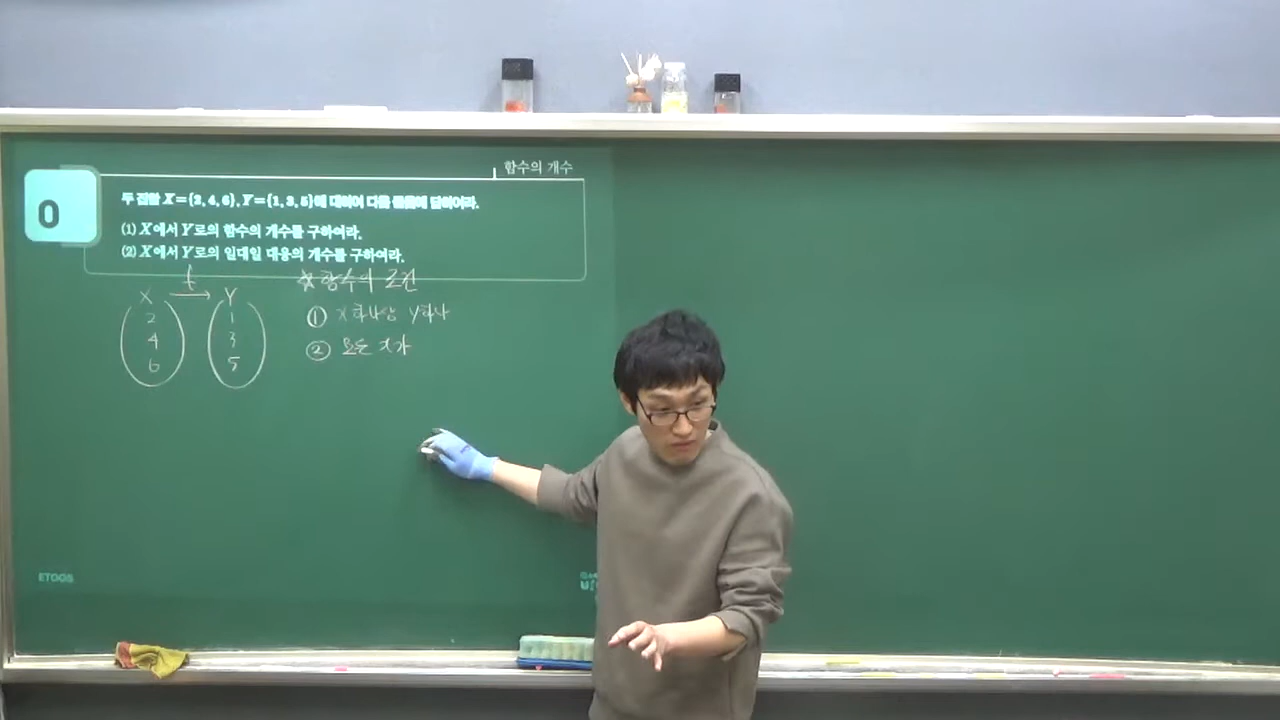 함수의 개수
0
두 집합 X={2, 4, 6}, Y={1, 3, 5}에 대하여 다음 물음에 답하여라.
(1) X에서 Y로의 함수의 개수를 구하여라.
(2) X에서 Y로의 일대일 대응의 개수를 구하여라.
f
X → Y
2 1
4 3
6 5
함수의 조건
① x하나당 y하나
② 모든 x가
ETOOS